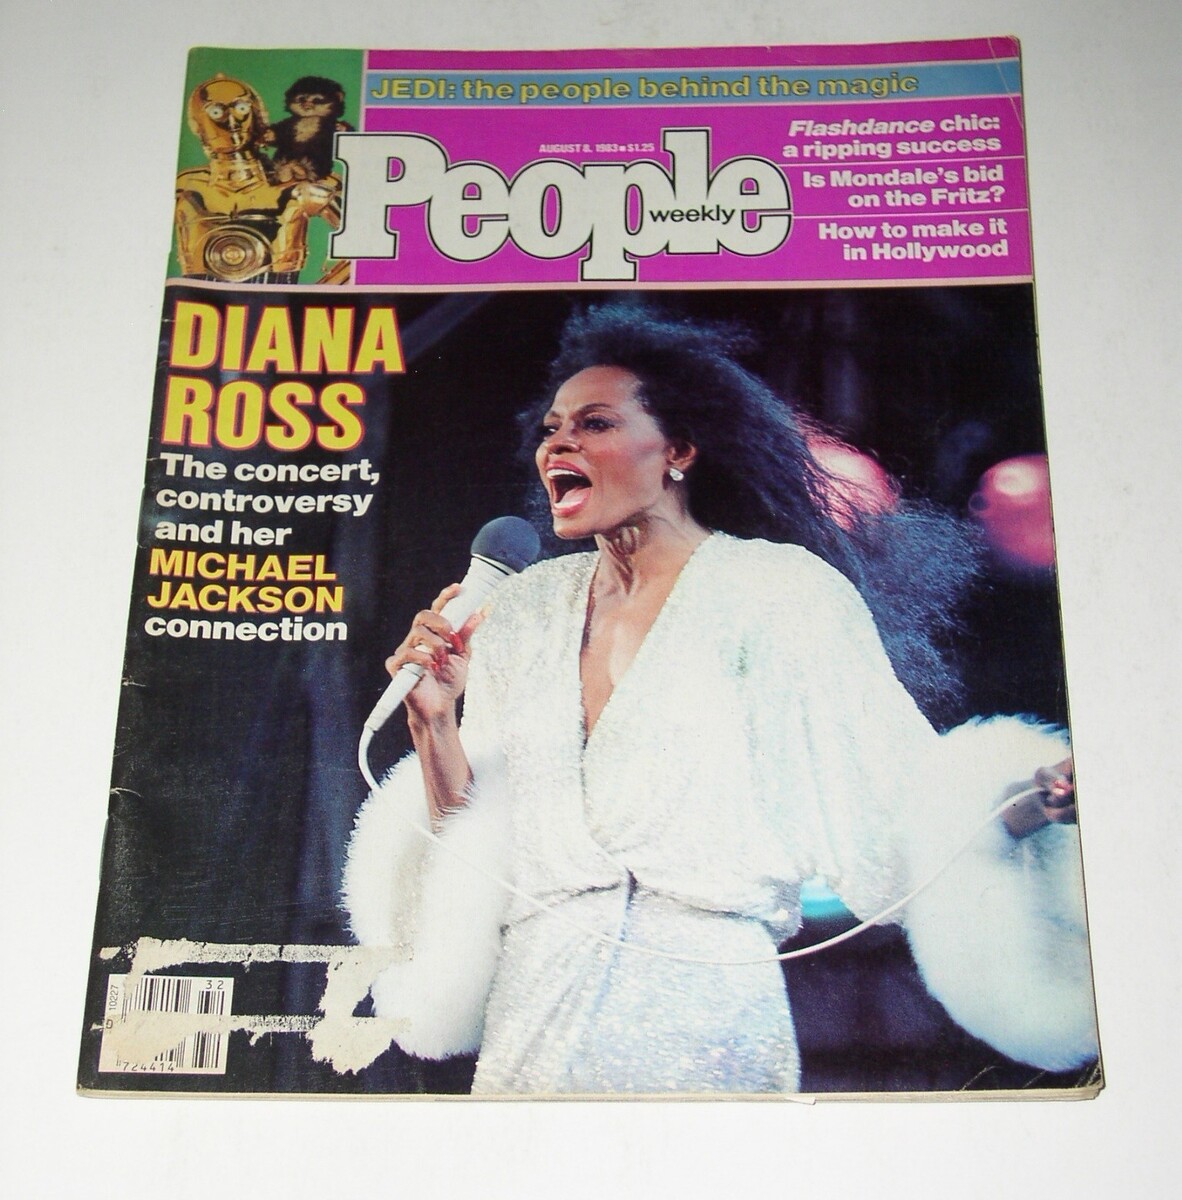 JEDI: the people behind the magic
AUGUST 8, 1983 ■ $1.25
People
weekly
Flashdance chic:
a ripping success
Is Mondale's bid
on the Fritz?
How to make it
in Hollywood
DIANA
ROSS
The concert,
controversy
and her
MICHAEL
JACKSON
connection
32
10227
724414